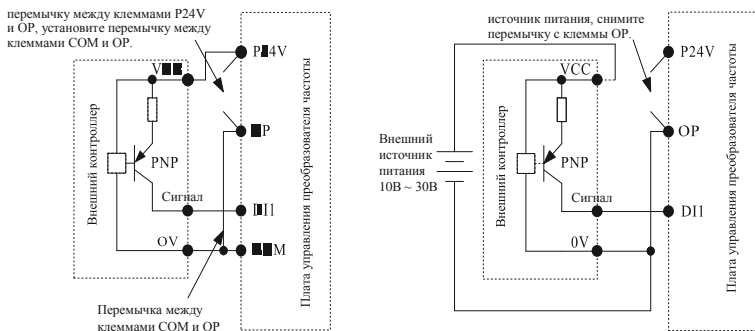 перемычку между клеммами P24V
и OP, установите перемычку между
клеммами COM и OP.
Внешний контроллер
PNP
Сигнал
OV
Перемычка между
клеммами COM и OP
Плата управления преобразователя частоты
источник питания, снимите
перемычку с клеммы OP.
VCC
P24V
OP
Внешний
источник
питания
10В ~ 30В
Внешний контроллер
PNP
Сигнал
DI1
0V
Плата управления преобразователя частоты